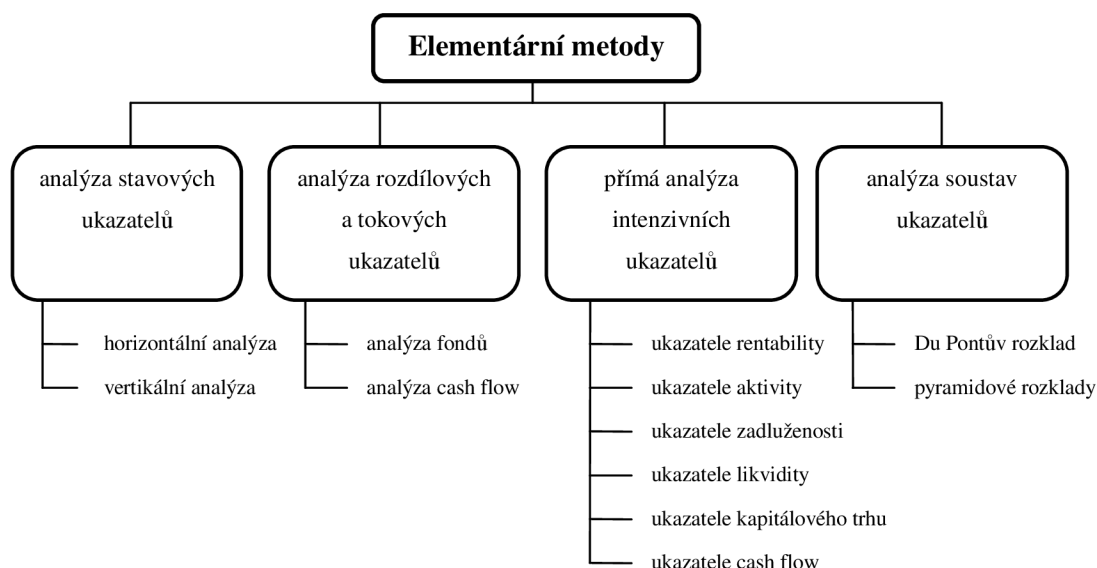 Elementární metody
analýza stavových
ukazatelů
analýza rozdílových
a tokových
ukazatelů
přímá analýza
intenzivních
ukazatelů
analýza soustav
ukazatelů
horizontální analýza
vertikální analýza
analýza fondů
analýza cash flow
ukazatele rentability
ukazatele aktivity
ukazatele zadluženosti
ukazatele likvidity
ukazatele kapitálového trhu
ukazatele cash flow
Du Pontův rozklad
pyramidové rozklady